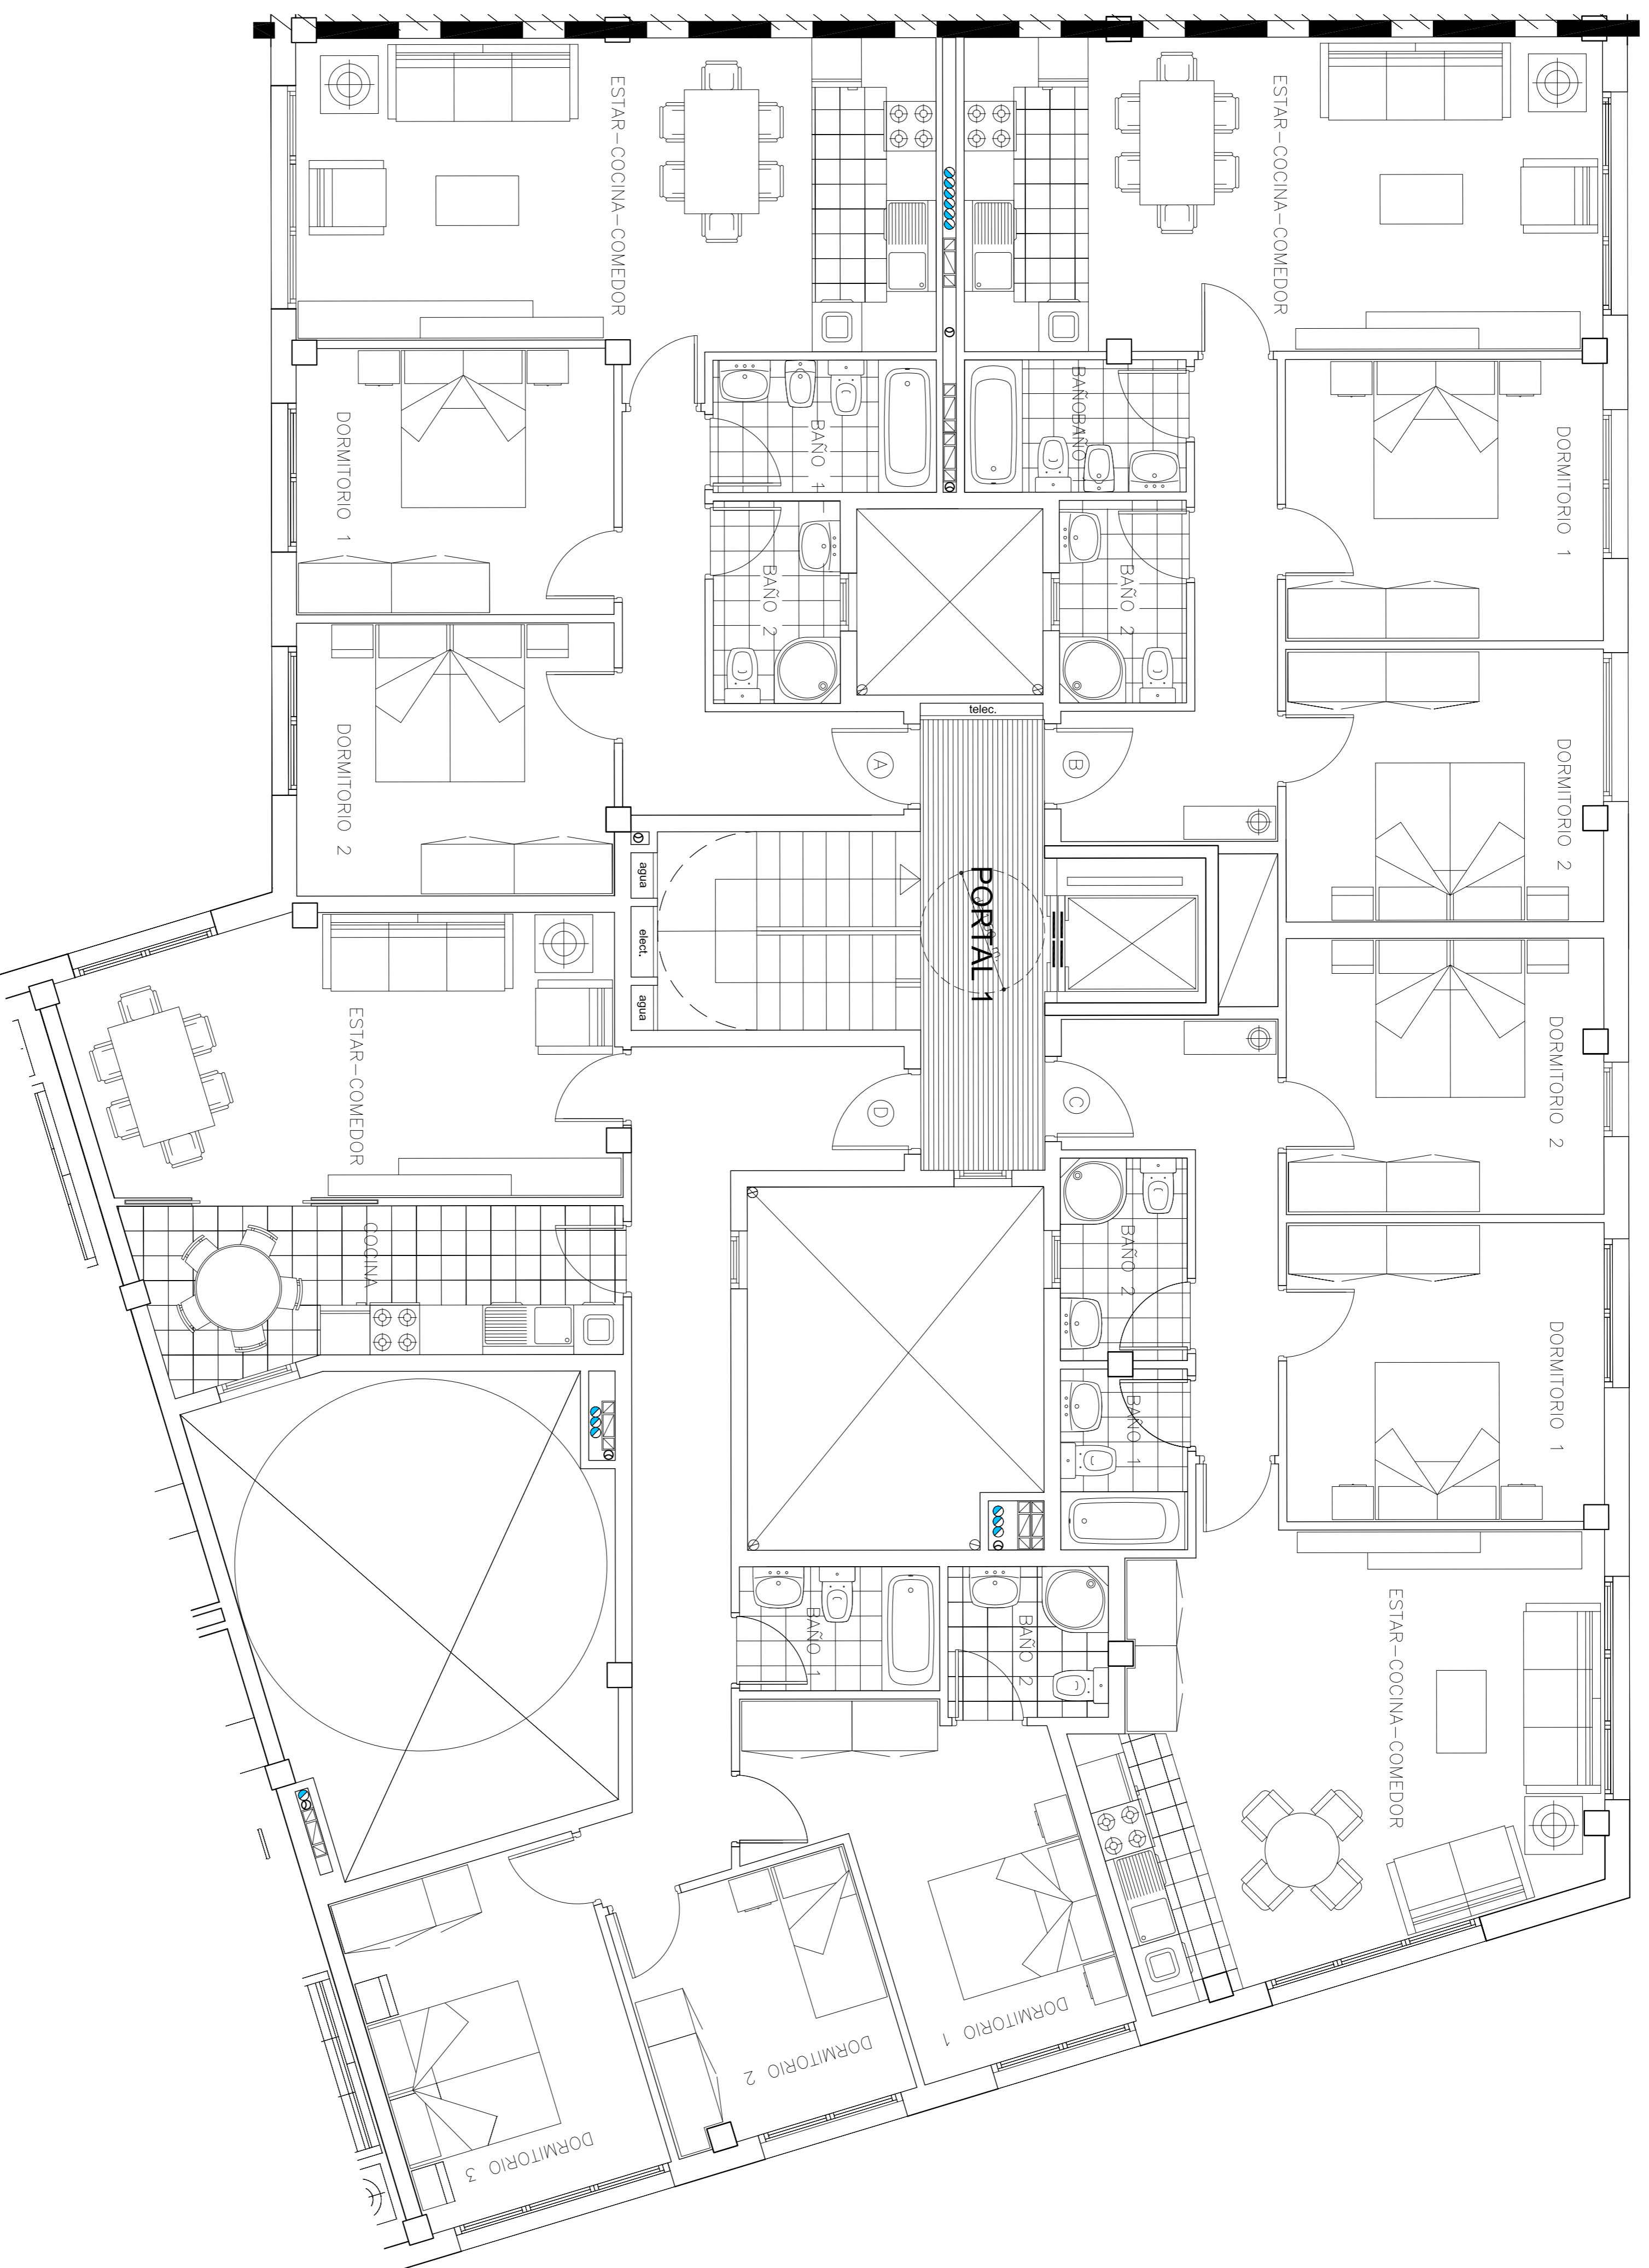 ESTAR-COCINA-COMEDOR
ESTAR-COCINA-COMEDOR
BAÑO 1
BAÑOBAÑO 1
DORMITORIO 1
DORMITORIO 1
BAÑO 2
BAÑO 2
telec.
A
B
DORMITORIO 2
DORMITORIO 2
agua
elect.
agua
PORTAL 1
DORMITORIO 2
ESTAR-COMEDOR
D
C
COCINA
BAÑO 2
BAÑO 1
DORMITORIO 1
BAÑO 1
BAÑO 2
ESTAR-COCINA-COMEDOR
DORMITORIO 1
DORMITORIO 2
DORMITORIO 3